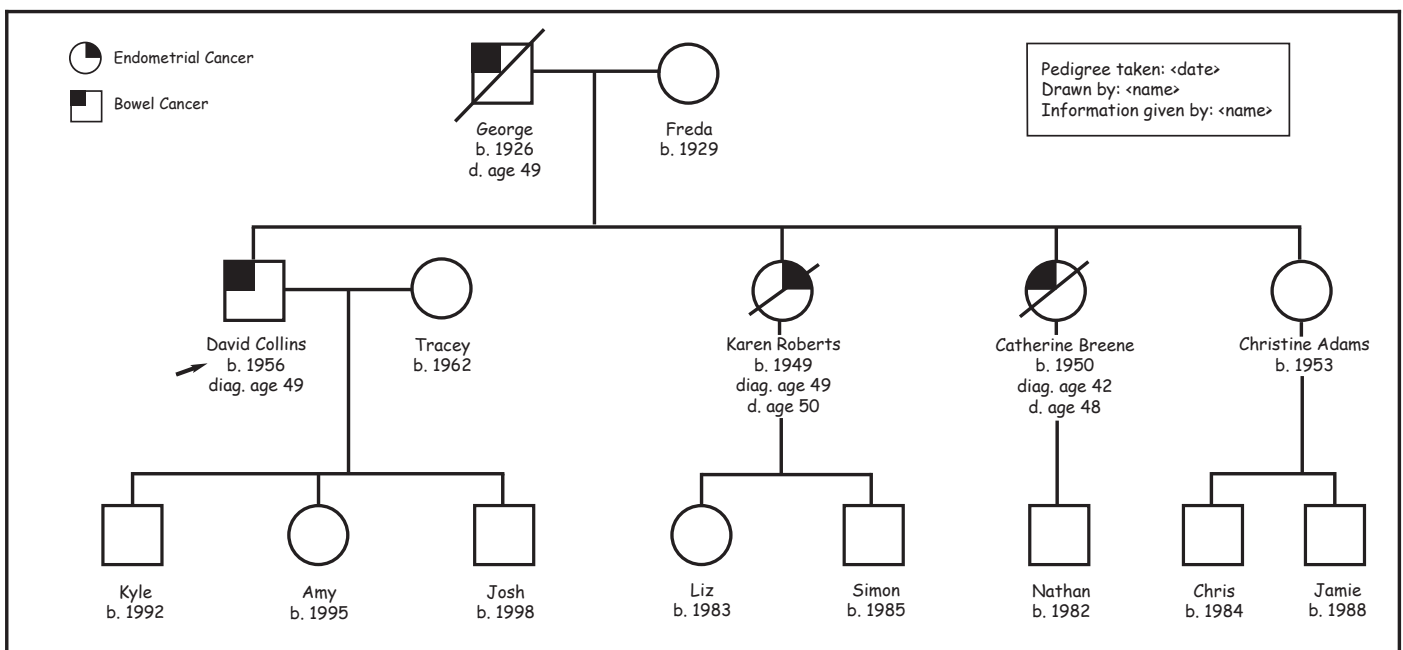 Endometrial Cancer
Bowel Cancer
Pedigree taken: <date>
Drawn by: <name>
Information given by: <name>
George
b. 1926
d. age 49
Freda
b. 1929
David Collins
b. 1956
diag. age 49
Tracey
b. 1962
Karen Roberts
b. 1949
diag. age 49
d. age 50
Catherine Breene
b. 1950
diag. age 42
d. age 48
Christine Adams
b. 1953
Kyle
b. 1992
Amy
b. 1995
Josh
b. 1998
Liz
b. 1983
Simon
b. 1985
Nathan
b. 1982
Chris
b. 1984
Jamie
b. 1988